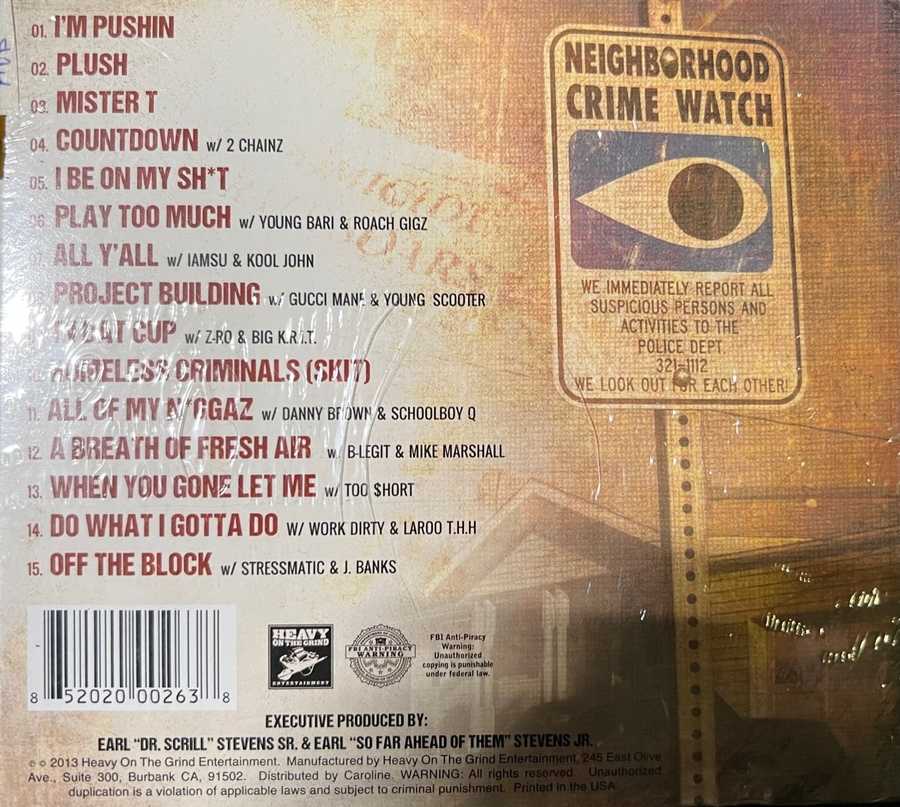 01. I'M PUSHIN
02. PLUSH
03. MISTER T
04. COUNTDOWN w/ 2 CHAINZ
05. I BE ON MY SH*T
06. PLAY TOO MUCH w/ YOUNG BARI & ROACH GIGZ
07. ALL Y'ALL w/ IAMSU & KOOL JOHN
08. PROJECT BUILDING w/ GUCCI MANE & YOUNG SCOOTER
CUP w/ Z-RO & BIG K.R.I.T.
CRIMINALS (SKIT)
11. ALL OF MY N*GGAZ w/ DANNY BROWN & SCHOOLBOY Q
12. A BREATH OF FRESH AIR w/ B-LEGIT & MIKE MARSHALL
13. WHEN YOU GONE LET ME w/ TOO $HORT
14. DO WHAT I GOTTA DO W/ WORK DIRTY & LAROO T.H.H
15. OFF THE BLOCK w/ STRESSMATIC & J. BANKS
NEIGHBORHOOD
CRIME WATCH
WE IMMEDIATELY REPORT ALL
SUSPICIOUS PERSONS AND
ACTIVITIES TO THE
POLICE DEPT.
321-1112
WE LOOK OUT FOR EACH OTHER!
8 52020 00263 8
HEAVY
ON THE GRIND
ENTERTAINMENT
FBI ANTI-PIRACY
WARNING
FBI Anti-Piracy
Warning:
Unauthorized
copying is punishable
under federal law.
EXECUTIVE PRODUCED BY:
EARL "DR. SCRILL" STEVENS SR. & EARL "SO FAR AHEAD OF THEM" STEVENS JR.
℗ © 2013 Heavy On The Grind Entertainment. Manufactured by Heavy On The Grind Entertainment, 245 East Olive
Ave., Suite 300, Burbank CA, 91502. Distributed by Caroline. WARNING: All rights reserved. Unauthorized
duplication is a violation of applicable laws and subject to criminal punishment. Printed in the USA